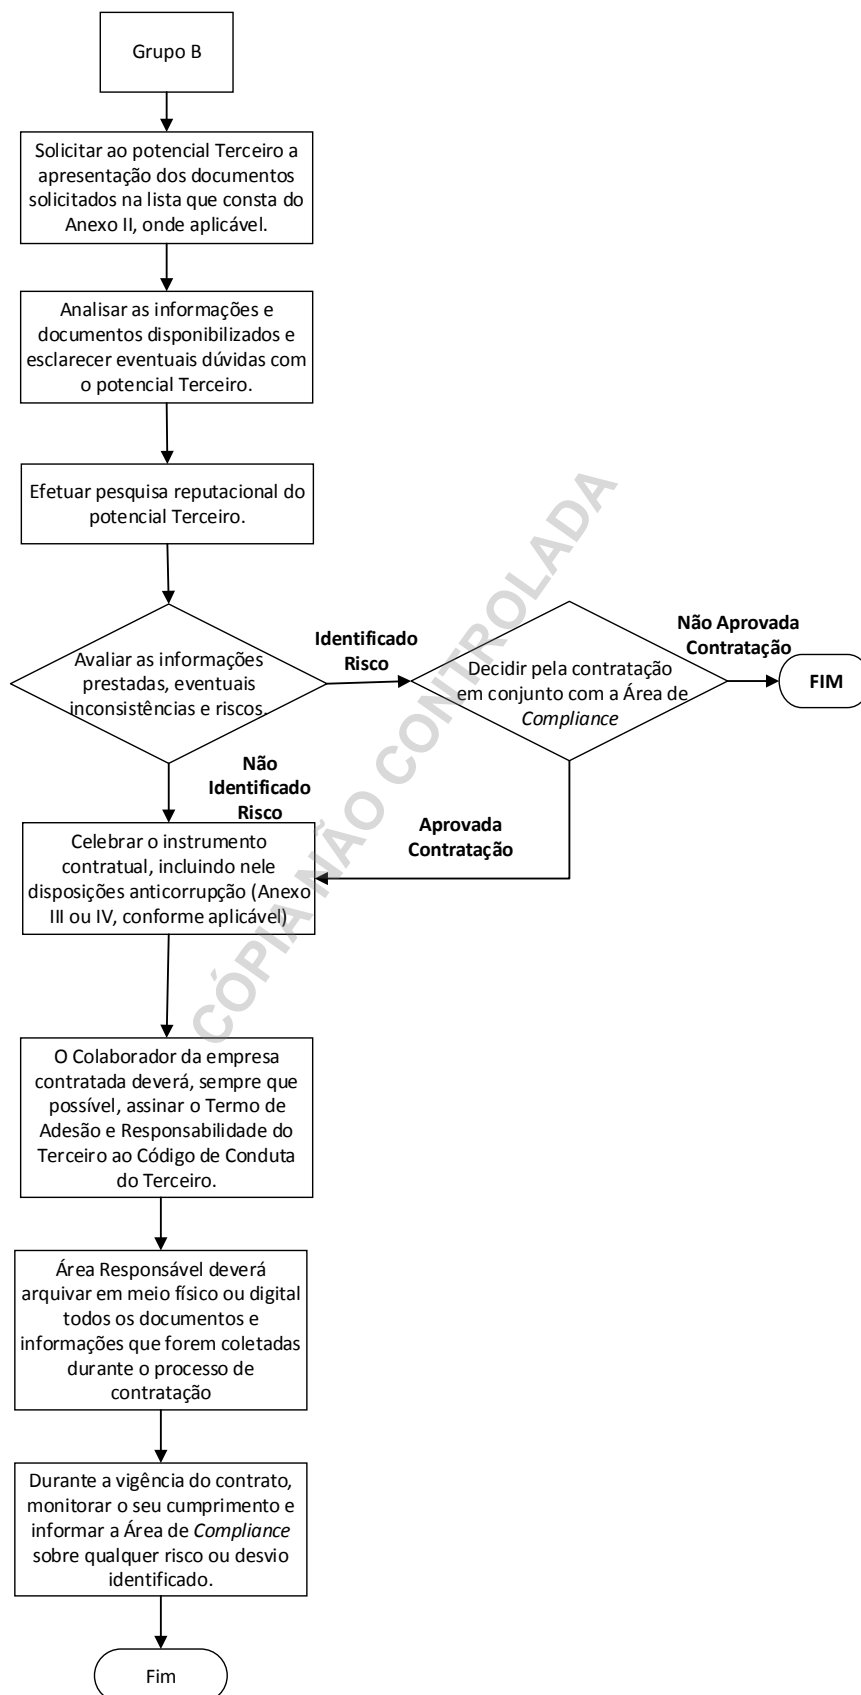 Grupo B
Solicitar ao potencial Terceiro a
apresentação dos documentos
solicitados na lista que consta do
Anexo II, onde aplicável.
Analisar as informações e
documentos disponibilizados e
esclarecer eventuais dúvidas com
o potencial Terceiro.
Efetuar pesquisa reputacional do
potencial Terceiro.
Avaliar as informações
prestadas, eventuais
inconsistências e riscos.
Identificado
Risco
Decidir pela contratação
em conjunto com a Área de
Compliance
Não Aprovada
Contratação
FIM
Não
Identificado
Risco
Aprovada
Contratação
Celebrar o instrumento
contratual, incluindo nele
disposições anticorrupção (Anexo
III ou IV, conforme aplicável)
O Colaborador da empresa
contratada deverá, sempre que
possível, assinar o Termo de
Adesão e Responsabilidade do
Terceiro ao Código de Conduta
do Terceiro.
Área Responsável deverá
arquivar em meio físico ou digital
todos os documentos e
informações que forem coletadas
durante o processo de
contratação
Durante a vigência do contrato,
monitorar o seu cumprimento e
informar a Área de Compliance
sobre qualquer risco ou desvio
identificado.
Fim
CÓPIA NÃO CONTROLADA